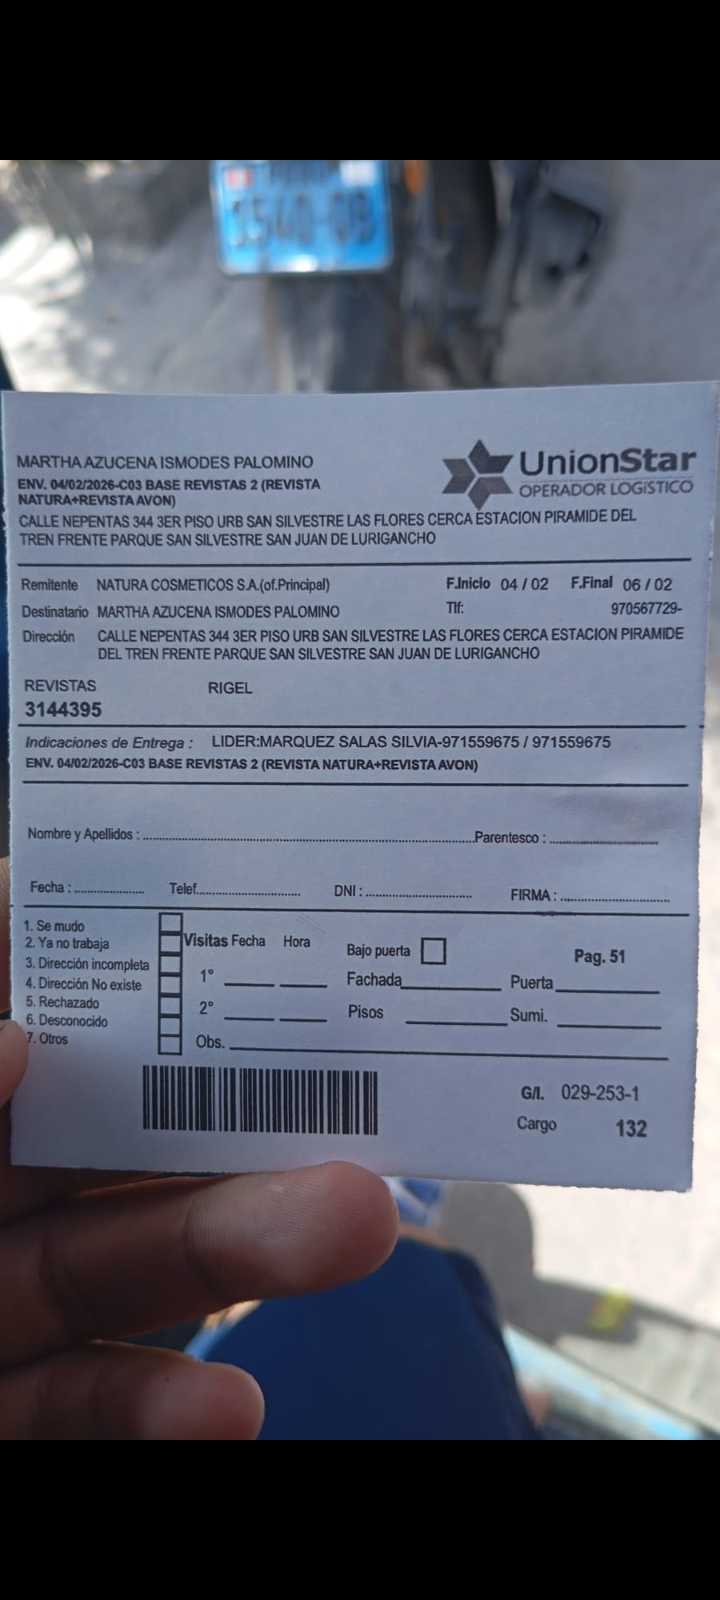 1540-0B
MARTHA AZUCENA ISMODES PALOMINO
ENV. 04/02/2026-C03 BASE REVISTAS 2 (REVISTA
NATURA+REVISTA AVON)
UnionStar
OPERADOR LOGíSTICO
CALLE NEPENTAS 344 3ER PISO URB SAN SILVESTRE LAS FLORES CERCA ESTACION PIRAMIDE DEL
TREN FRENTE PARQUE SAN SILVESTRE SAN JUAN DE LURIGANCHO
Remitente NATURA COSMETICOS S.A.(of.Principal) F.Inicio 04 / 02 F.Final 06 / 02
Destinatario MARTHA AZUCENA ISMODES PALOMINO Tlf: 970567729-
Dirección CALLE NEPENTAS 344 3ER PISO URB SAN SILVESTRE LAS FLORES CERCA ESTACION PIRAMIDE
DEL TREN FRENTE PARQUE SAN SILVESTRE SAN JUAN DE LURIGANCHO
REVISTAS RIGEL
3144395
Indicaciones de Entrega : LIDER:MARQUEZ SALAS SILVIA-971559675 / 971559675
ENV. 04/02/2026-C03 BASE REVISTAS 2 (REVISTA NATURA+REVISTA AVON)
Nombre y Apellidos : Parentesco :
Fecha : Telef. DNI : FIRMA :
1. Se mudo
2. Ya no trabaja
3. Dirección incompleta
4. Dirección No existe
5. Rechazado
6. Desconocido
7. Otros
Visitas Fecha Hora Bajo puerta Pag. 51
1° Fachada Puerta
2° Pisos Sumi.
Obs.
G/I. 029-253-1
Cargo 132